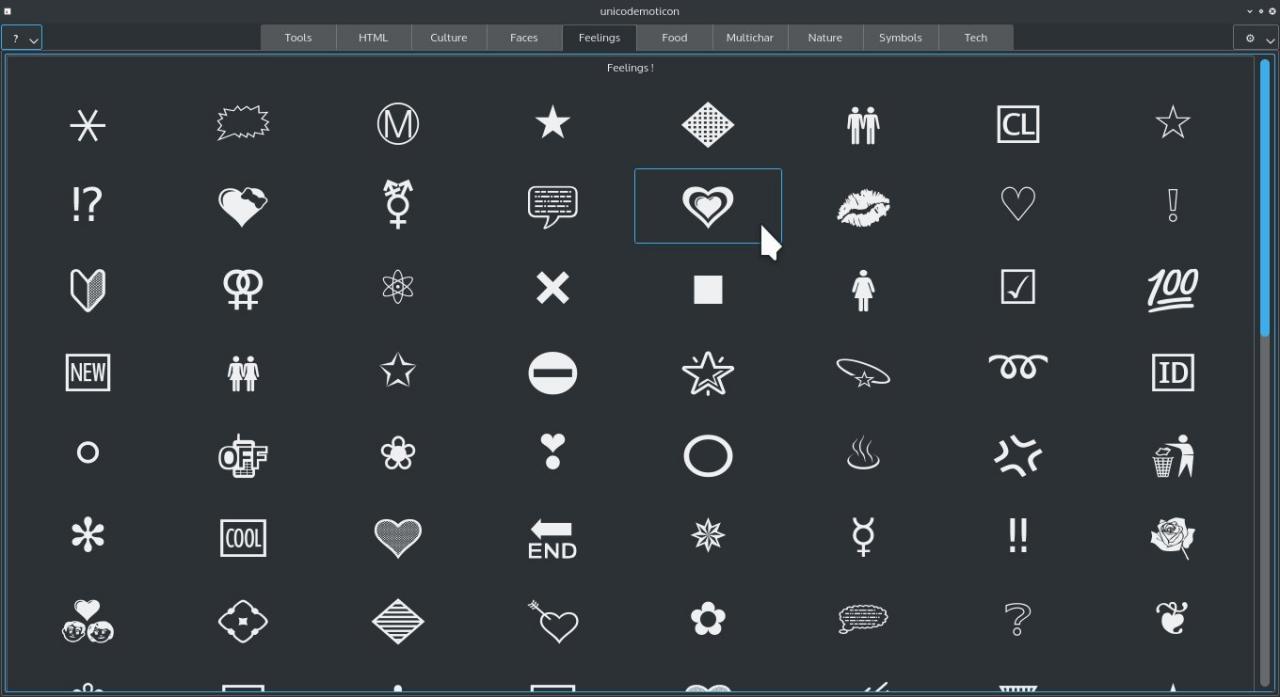 unicodemoticon
?
Tools HTML Culture Faces Feelings Food Multichar Nature Symbols Tech
Feelings !
M CL
!? !
100
NEW ID
OFF
COOL END !!
?